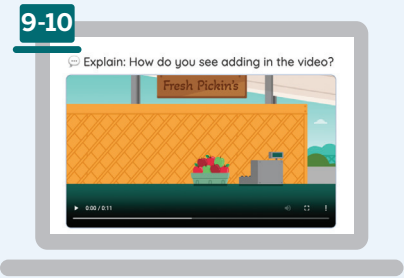 9-10
Explain: How do you see adding in the video?
Fresh Pickin's
0:00 / 0:11